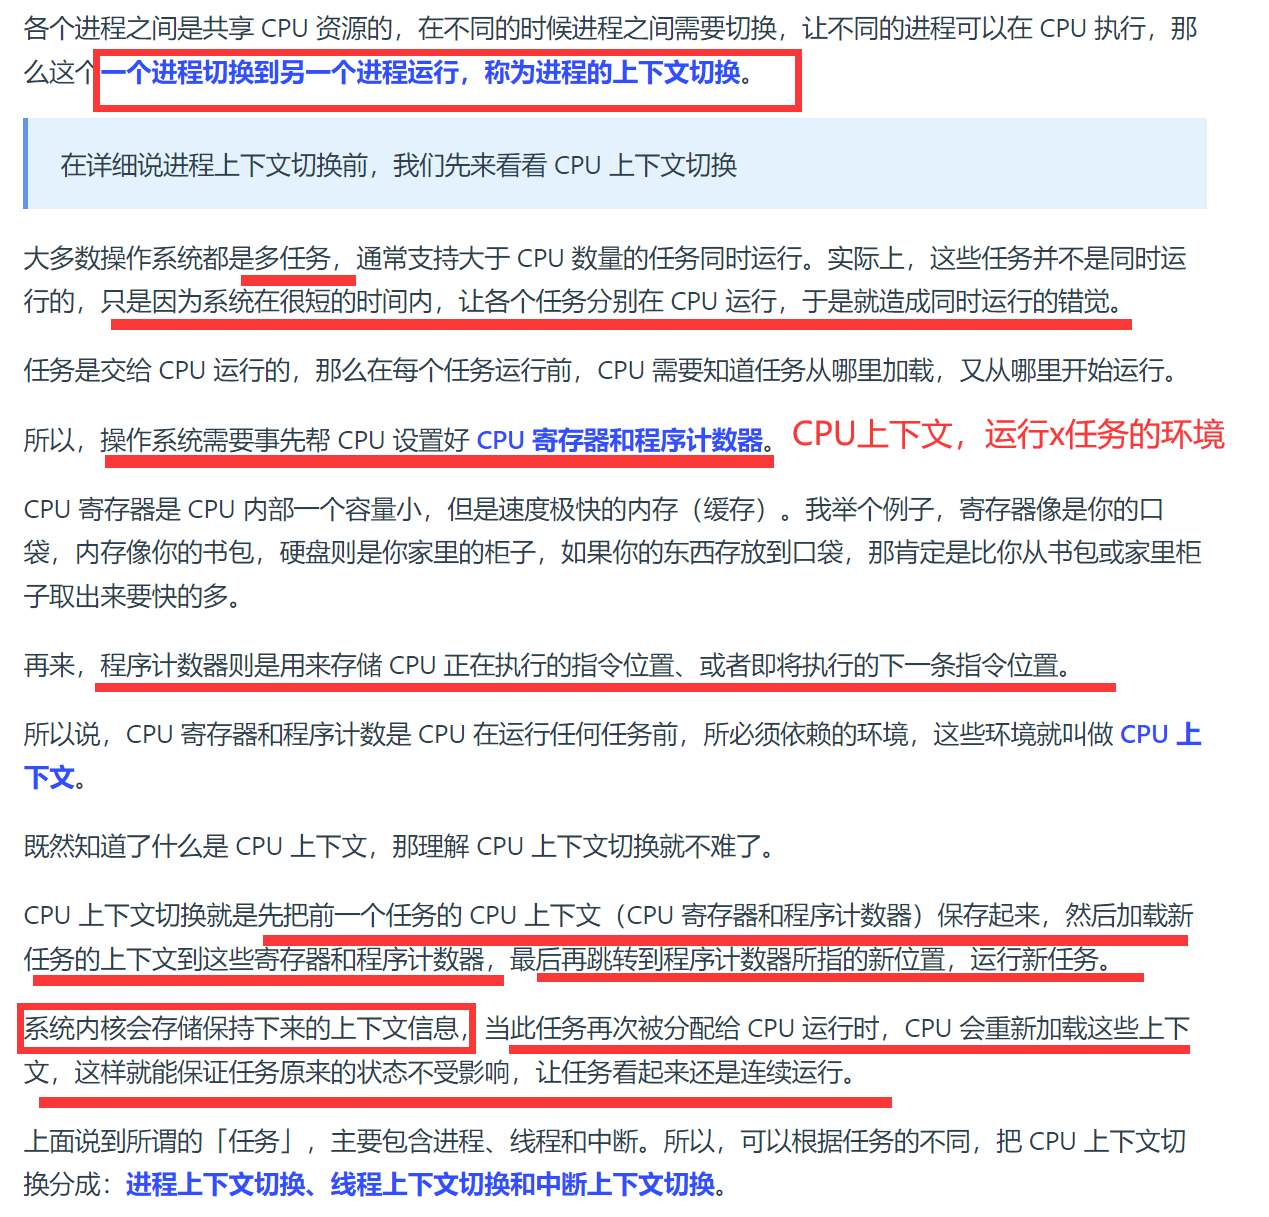 各个进程之间是共享 CPU 资源的，在不同的时候进程之间需要切换，让不同的进程可以在 CPU 执行，那
么这个一个进程切换到另一个进程运行，称为进程的上下文切换。
在详细说进程上下文切换前，我们先来看看 CPU 上下文切换
大多数操作系统都是多任务，通常支持大于 CPU 数量的任务同时运行。实际上，这些任务并不是同时运
行的，只是因为系统在很短的时间内，让各个任务分别在 CPU 运行，于是就造成同时运行的错觉。
任务是交给 CPU 运行的，那么在每个任务运行前，CPU 需要知道任务从哪里加载，又从哪里开始运行。
所以，操作系统需要事先帮 CPU 设置好 CPU 寄存器和程序计数器。 CPU上下文，运行x任务的环境
CPU 寄存器是 CPU 内部一个容量小，但是速度极快的内存（缓存）。我举个例子，寄存器像是你的口
袋，内存像你的书包，硬盘则是你家里的柜子，如果你的东西存放到口袋，那肯定是比你从书包或家里柜
子取出来要快的多。
再来，程序计数器则是用来存储 CPU 正在执行的指令位置、或者即将执行的下一条指令位置。
所以说，CPU 寄存器和程序计数是 CPU 在运行任何任务前，所必须依赖的环境，这些环境就叫做 CPU 上
下文。
既然知道了什么是 CPU 上下文，那理解 CPU 上下文切换就不难了。
CPU 上下文切换就是先把前一个任务的 CPU 上下文（CPU 寄存器和程序计数器）保存起来，然后加载新
任务的上下文到这些寄存器和程序计数器，最后再跳转到程序计数器所指的新位置，运行新任务。
系统内核会存储保持下来的上下文信息，当此任务再次被分配给 CPU 运行时，CPU 会重新加载这些上下
文，这样就能保证任务原来的状态不受影响，让任务看起来还是连续运行。
上面说到所谓的「任务」，主要包含进程、线程和中断。所以，可以根据任务的不同，把 CPU 上下文切
换分成：进程上下文切换、线程上下文切换和中断上下文切换。